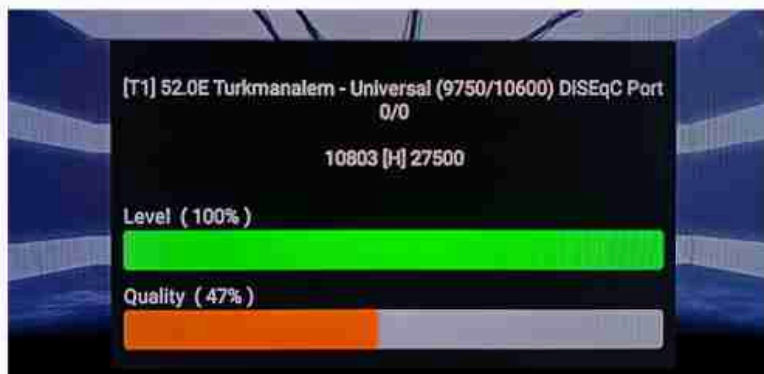 [T1] 52.0E Turkmanalem - Universal (9750/10600) DiSEqC Port
0/0
10803 [H] 27500
Level ( 100% )
Quality ( 47% )